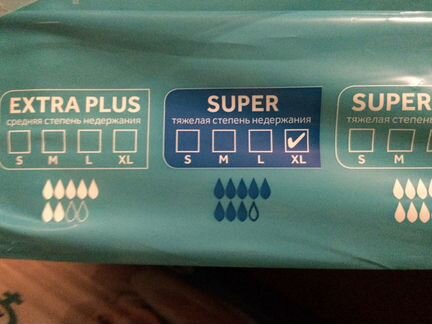 EXTRA PLUS
средняя степень недержания
S M L XL
SUPER
тяжелая степень недержания
S M L XL
SUPER
тяжелая степень
S M